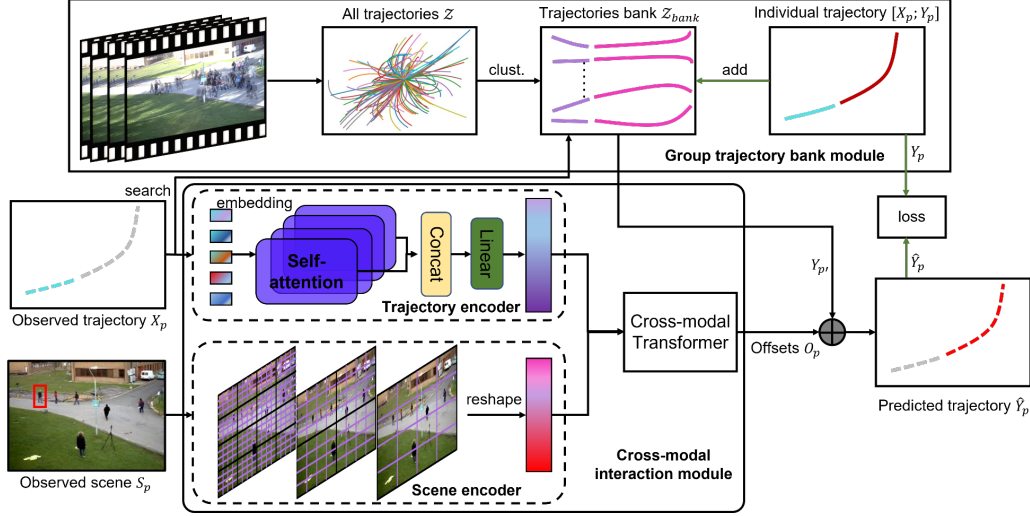 All trajectories 𝒵
Trajectories bank 𝒵_bank
Individual trajectory [X_p; Y_p]
clust.
add
Group trajectory bank module
Y_p
search
embedding
loss
Self-
attention
Concat
Linear
Ŷ_p
Y_p′
Trajectory encoder
Observed trajectory X_p
Cross-modal
Transformer
Offsets O_p
reshape
Predicted trajectory Ŷ_p
Cross-modal
interaction module
Observed scene S_p
Scene encoder